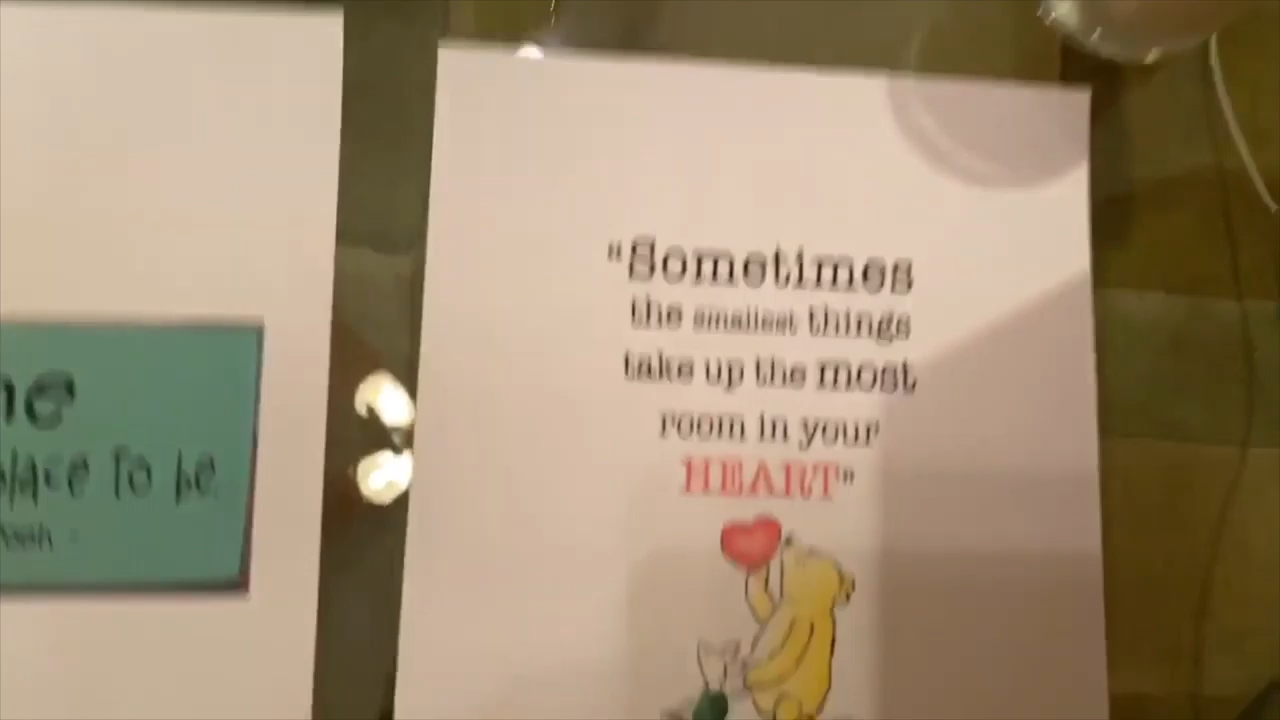 place To be
"Sometimes
the smallest things
take up the most
room in your
HEART"